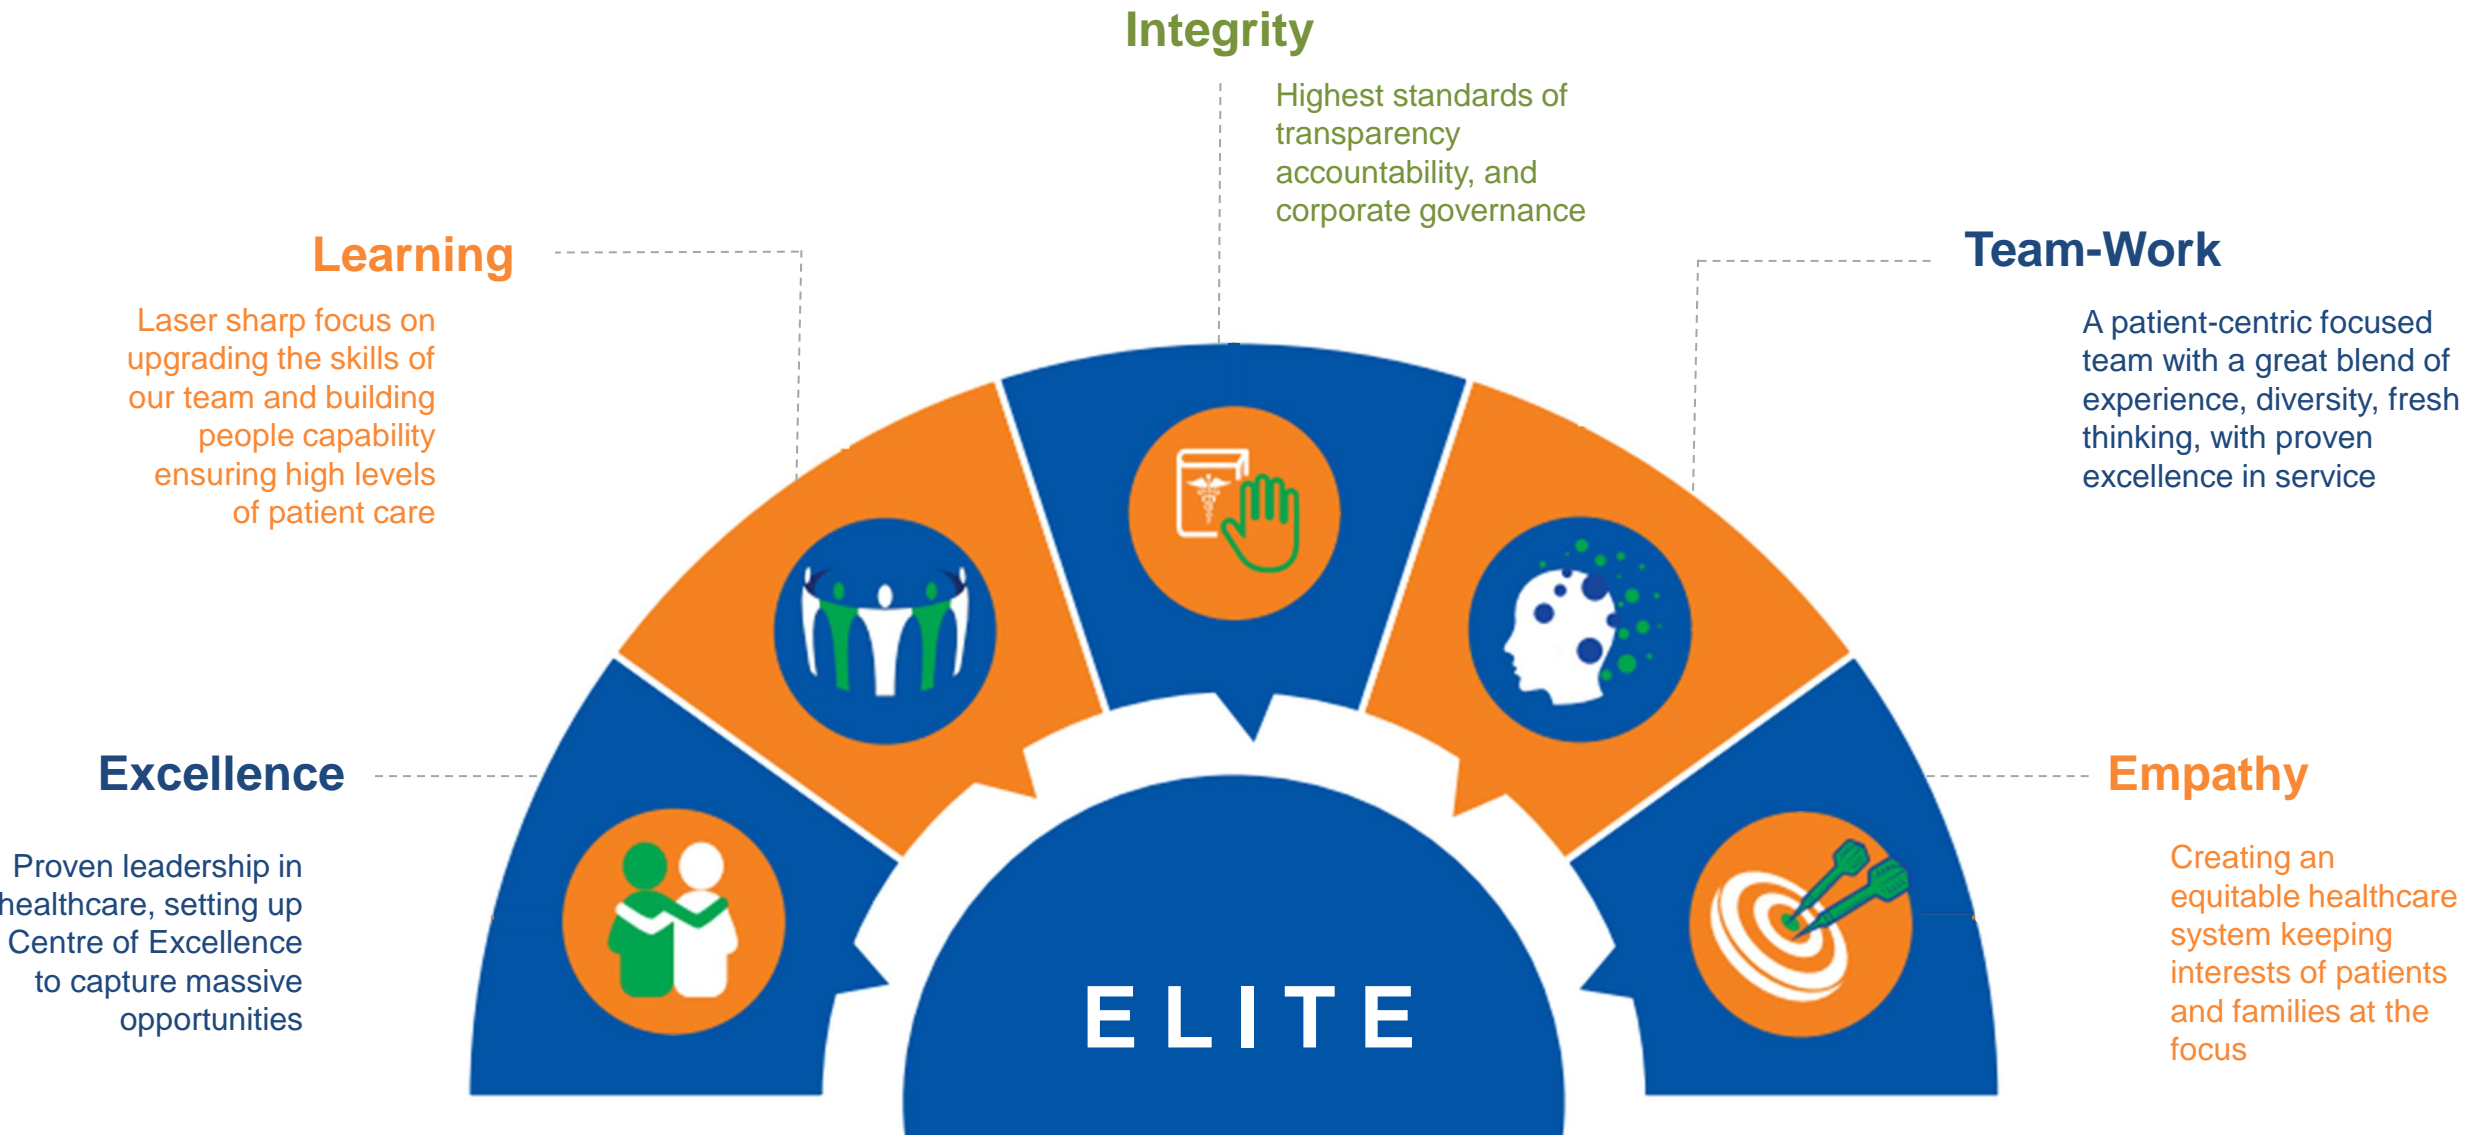 Integrity
Highest standards of
transparency
accountability, and
corporate governance
Learning
Laser sharp focus on
upgrading the skills of
our team and building
people capability
ensuring high levels
of patient care
Team-Work
A patient-centric focused
team with a great blend of
experience, diversity, fresh
thinking, with proven
excellence in service
Excellence
Proven leadership in
healthcare, setting up
Centre of Excellence
to capture massive
opportunities
Empathy
Creating an
equitable healthcare
system keeping
interests of patients
and families at the
focus
ELITE